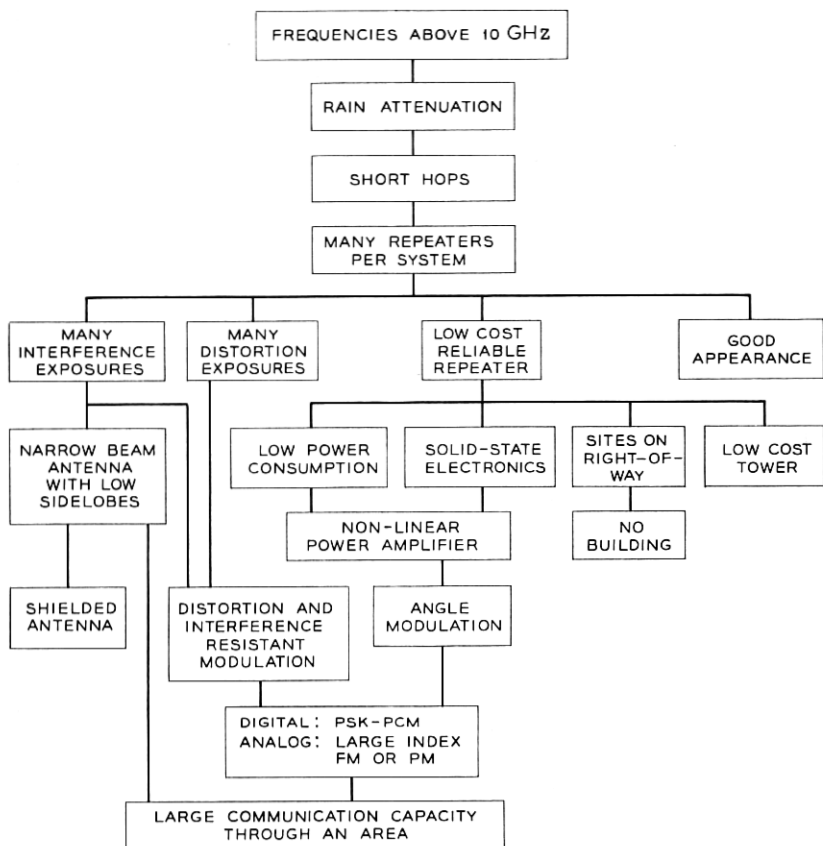 FREQUENCIES ABOVE 10 GHz
RAIN ATTENUATION
SHORT HOPS
MANY REPEATERS
PER SYSTEM
MANY
INTERFERENCE
EXPOSURES
MANY
DISTORTION
EXPOSURES
LOW COST
RELIABLE
REPEATER
GOOD
APPEARANCE
NARROW BEAM
ANTENNA
WITH LOW
SIDELOBES
LOW POWER
CONSUMPTION
SOLID-STATE
ELECTRONICS
SITES ON
RIGHT-OF-
WAY
LOW COST
TOWER
NON-LINEAR
POWER AMPLIFIER
NO
BUILDING
SHIELDED
ANTENNA
DISTORTION AND
INTERFERENCE
RESISTANT
MODULATION
ANGLE
MODULATION
DIGITAL: PSK-PCM
ANALOG: LARGE INDEX
FM OR PM
LARGE COMMUNICATION CAPACITY
THROUGH AN AREA